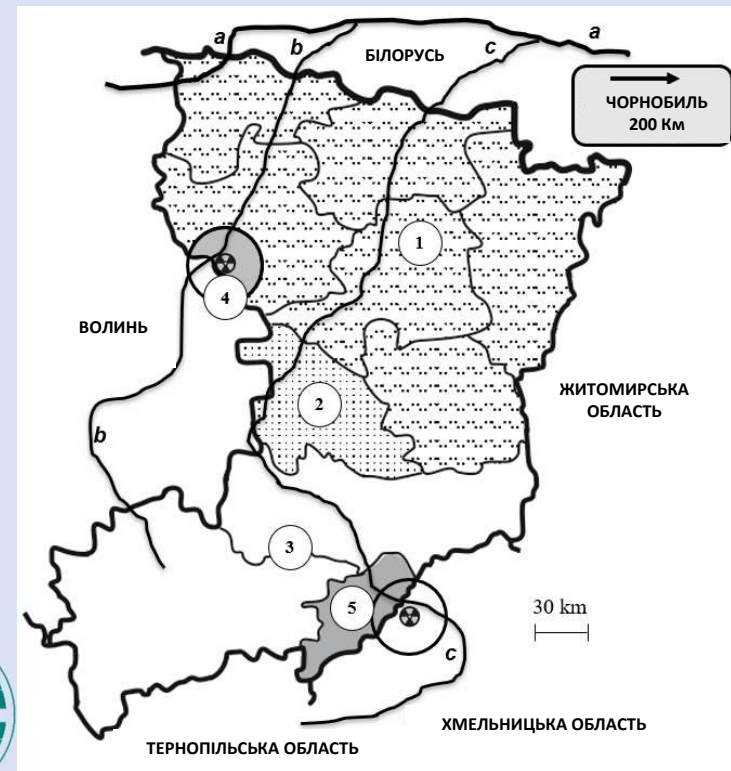 a
b
c
a
БІЛОРУСЬ
ЧОРНОБИЛЬ
200 Км
1
4
ВОЛИНЬ
2
ЖИТОМИРСЬКА
ОБЛАСТЬ
b
3
5
30 km
c
ХМЕЛЬНИЦЬКА ОБЛАСТЬ
ТЕРНОПІЛЬСЬКА ОБЛАСТЬ